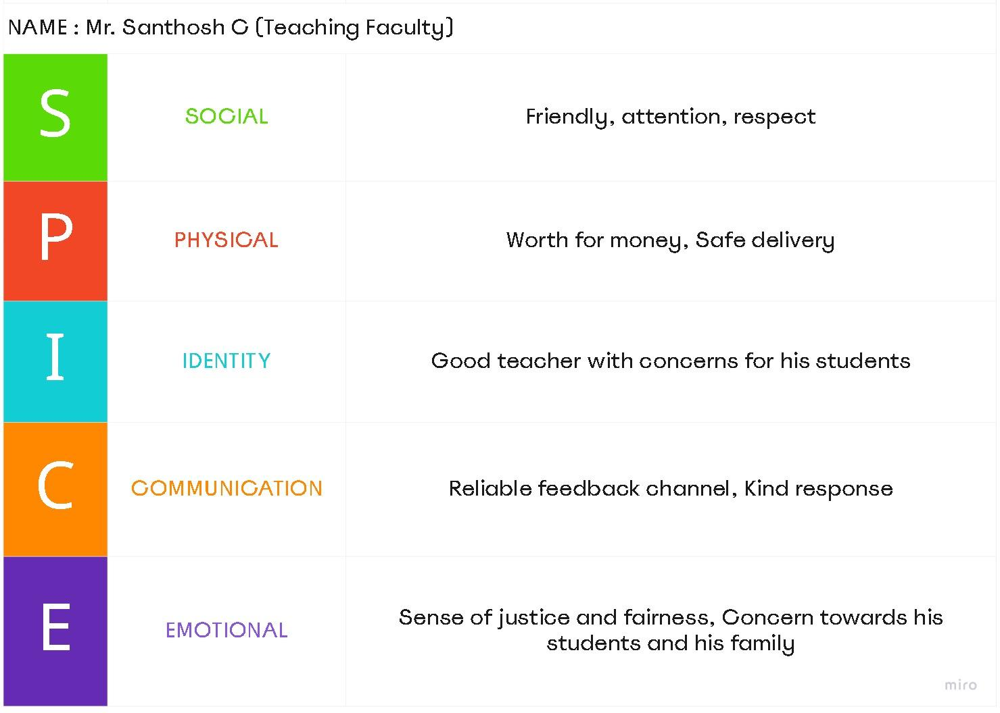 NAME : Mr. Santhosh C (Teaching Faculty)
S
SOCIAL
Friendly, attention, respect
P
PHYSICAL
Worth for money, Safe delivery
I
IDENTITY
Good teacher with concerns for his students
C
COMMUNICATION
Reliable feedback channel, Kind response
E
EMOTIONAL
Sense of justice and fairness, Concern towards his
students and his family
miro